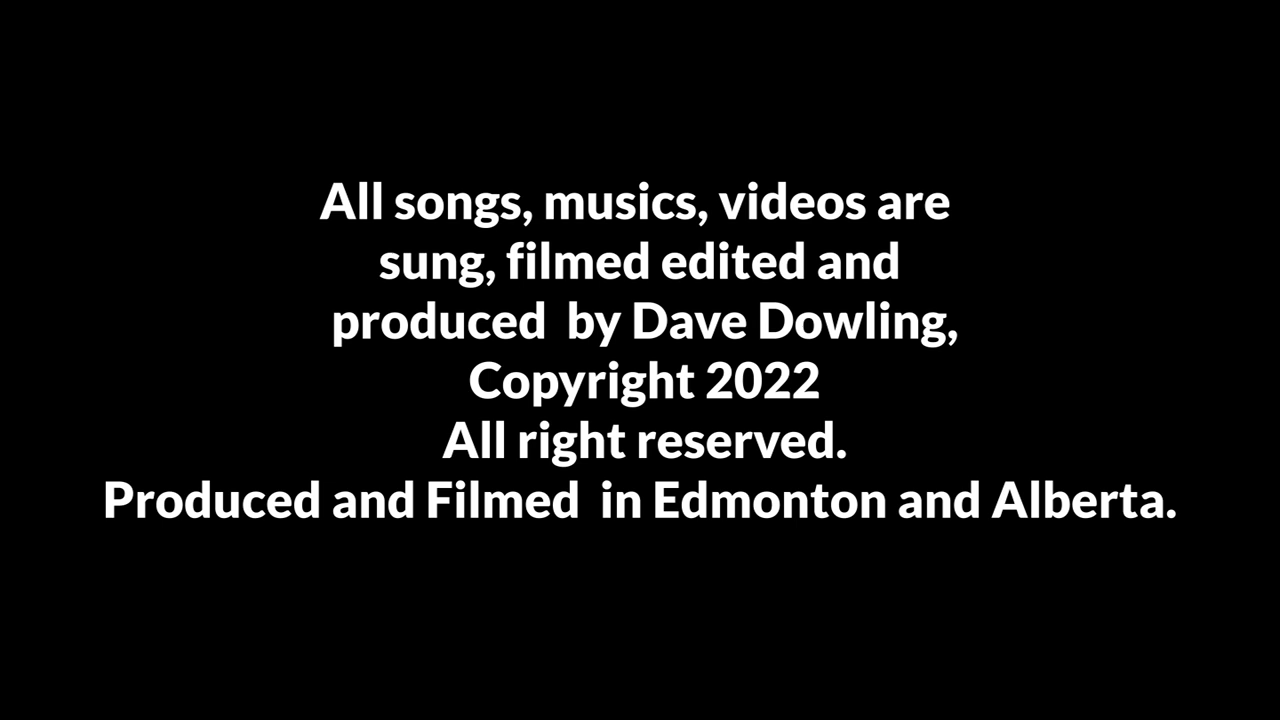 All songs, musics, videos are
sung, filmed edited and
produced  by Dave Dowling,
Copyright 2022
All right reserved.
Produced and Filmed  in Edmonton and Alberta.